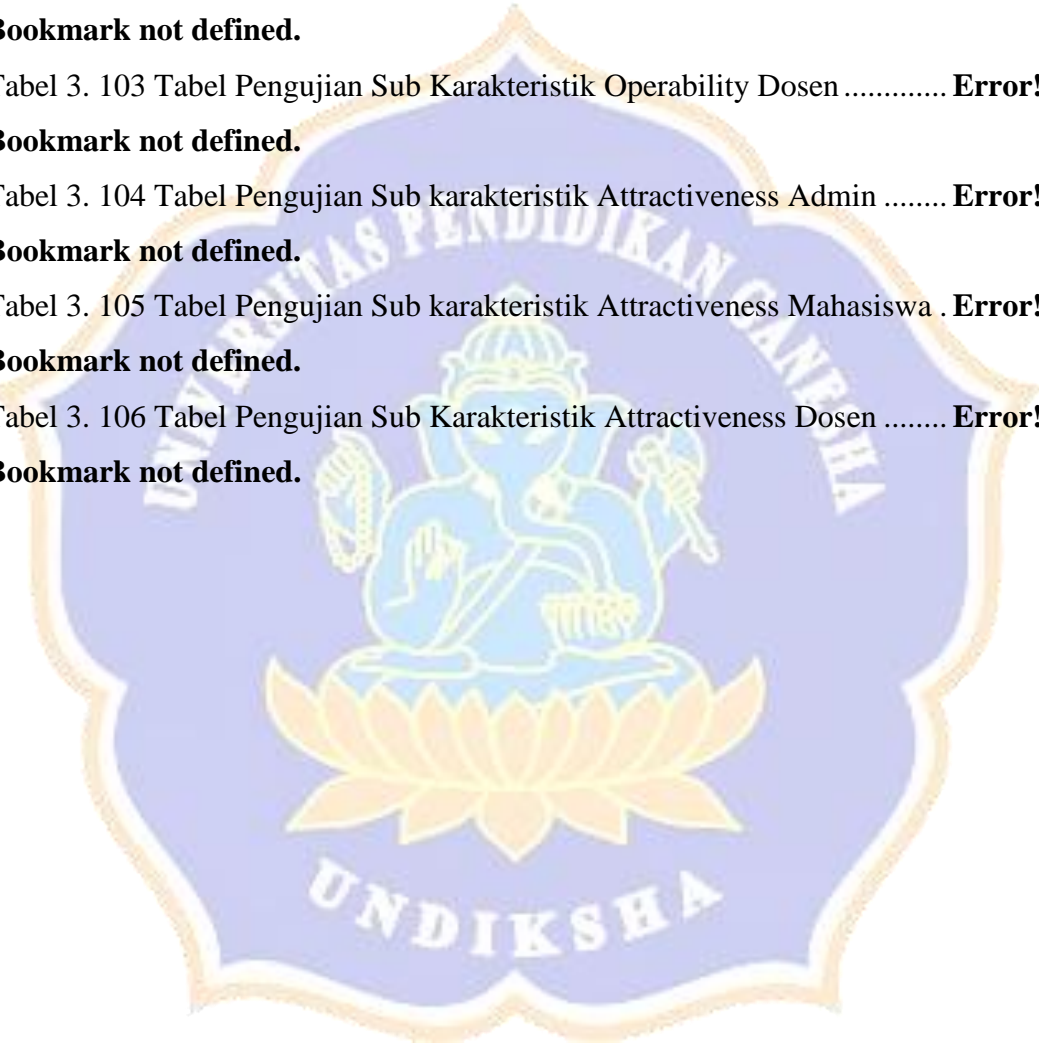 Bookmark not defined.
Tabel 3. 103 Tabel Pengujian Sub Karakteristik Operability Dosen ............. Error!
Bookmark not defined.
Tabel 3. 104 Tabel Pengujian Sub karakteristik Attractiveness Admin ........ Error!
Bookmark not defined.
Tabel 3. 105 Tabel Pengujian Sub karakteristik Attractiveness Mahasiswa . Error!
Bookmark not defined.
Tabel 3. 106 Tabel Pengujian Sub Karakteristik Attractiveness Dosen ........ Error!
Bookmark not defined.
UNIVERSITAS PENDIDIKAN GANESHA
UNDIKSHA